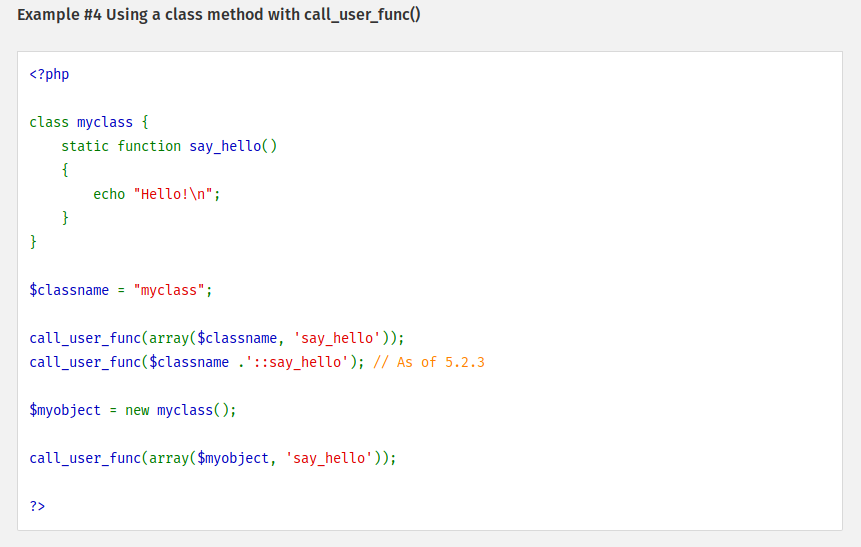 Example #4 Using a class method with call_user_func()
<?php
class myclass {
    static function say_hello()
    {
        echo "Hello!\n";
    }
}
$classname = "myclass";
call_user_func(array($classname, 'say_hello'));
call_user_func($classname .'::say_hello'); // As of 5.2.3
$myobject = new myclass();
call_user_func(array($myobject, 'say_hello'));
?>